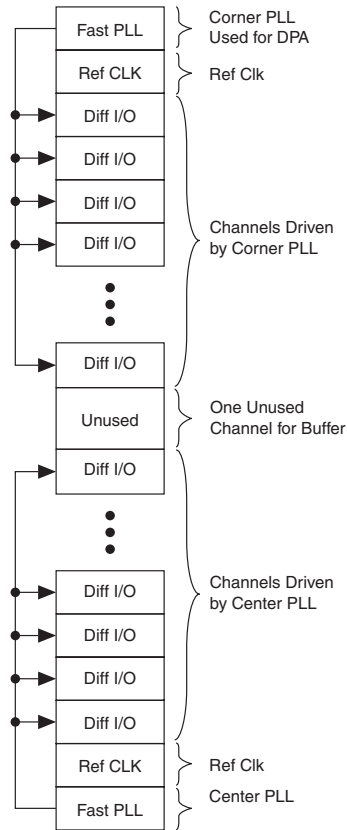 Fast PLL
Corner PLL
Used for DPA
Ref CLK
Ref Clk
Diff I/O
Diff I/O
Diff I/O
Diff I/O
Channels Driven
by Corner PLL
Diff I/O
Unused
One Unused
Channel for Buffer
Diff I/O
Diff I/O
Channels Driven
by Center PLL
Diff I/O
Diff I/O
Diff I/O
Ref CLK
Ref Clk
Fast PLL
Center PLL